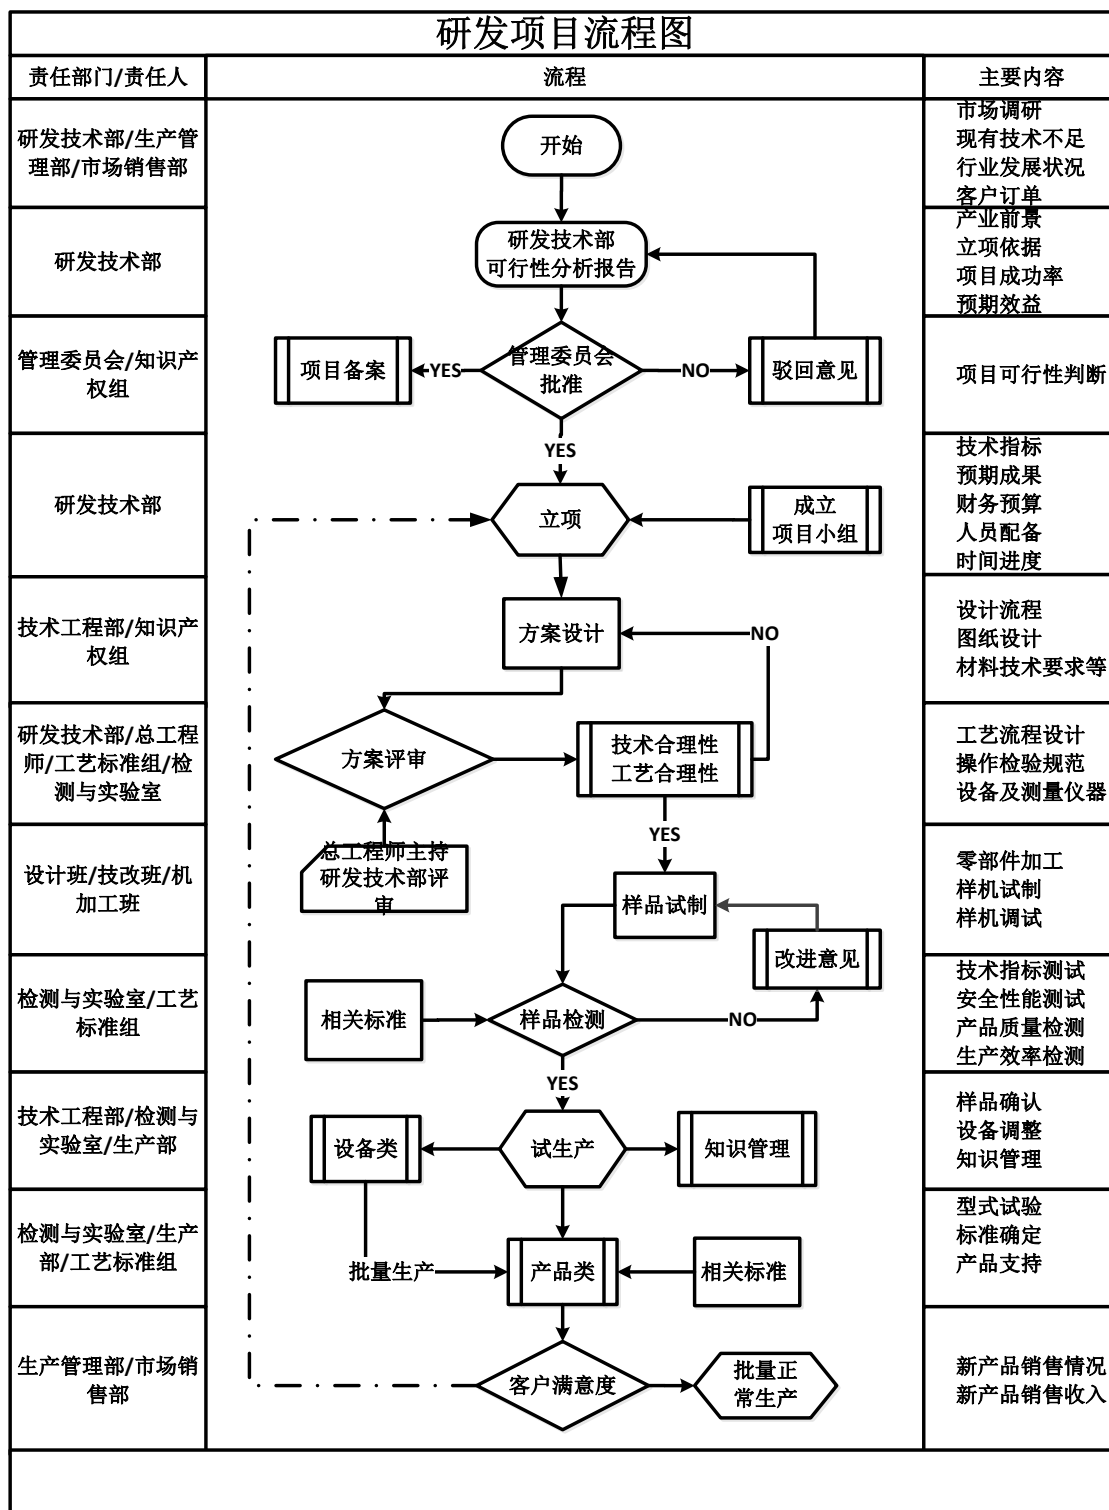 研发项目流程图
责任部门/责任人
流程
主要内容
研发技术部/生产管
理部/市场销售部
开始
市场调研
现有技术不足
行业发展状况
客户订单
研发技术部
研发技术部
可行性分析报告
产业前景
立项依据
项目成功率
预期效益
管理委员会/知识产
权组
项目备案
YES
管理委员会
批准
NO
驳回意见
项目可行性判断
YES
研发技术部
立项
成立
项目小组
技术指标
预期成果
财务预算
人员配备
时间进度
技术工程部/知识产
权组
方案设计
NO
设计流程
图纸设计
材料技术要求等
研发技术部/总工程
师/工艺标准组/检
测与实验室
方案评审
技术合理性
工艺合理性
工艺流程设计
操作检验规范
设备及测量仪器
YES
设计班/技改班/机
加工班
总工程师主持
研发技术部评
审
样品试制
改进意见
零部件加工
样机试制
样机调试
检测与实验室/工艺
标准组
相关标准
样品检测
NO
技术指标测试
安全性能测试
产品质量检测
生产效率检测
YES
技术工程部/检测与
实验室/生产部
设备类
试生产
知识管理
样品确认
设备调整
知识管理
检测与实验室/生产
部/工艺标准组
批量生产
产品类
相关标准
型式试验
标准确定
产品支持
生产管理部/市场销
售部
客户满意度
批量正
常生产
新产品销售情况
新产品销售收入